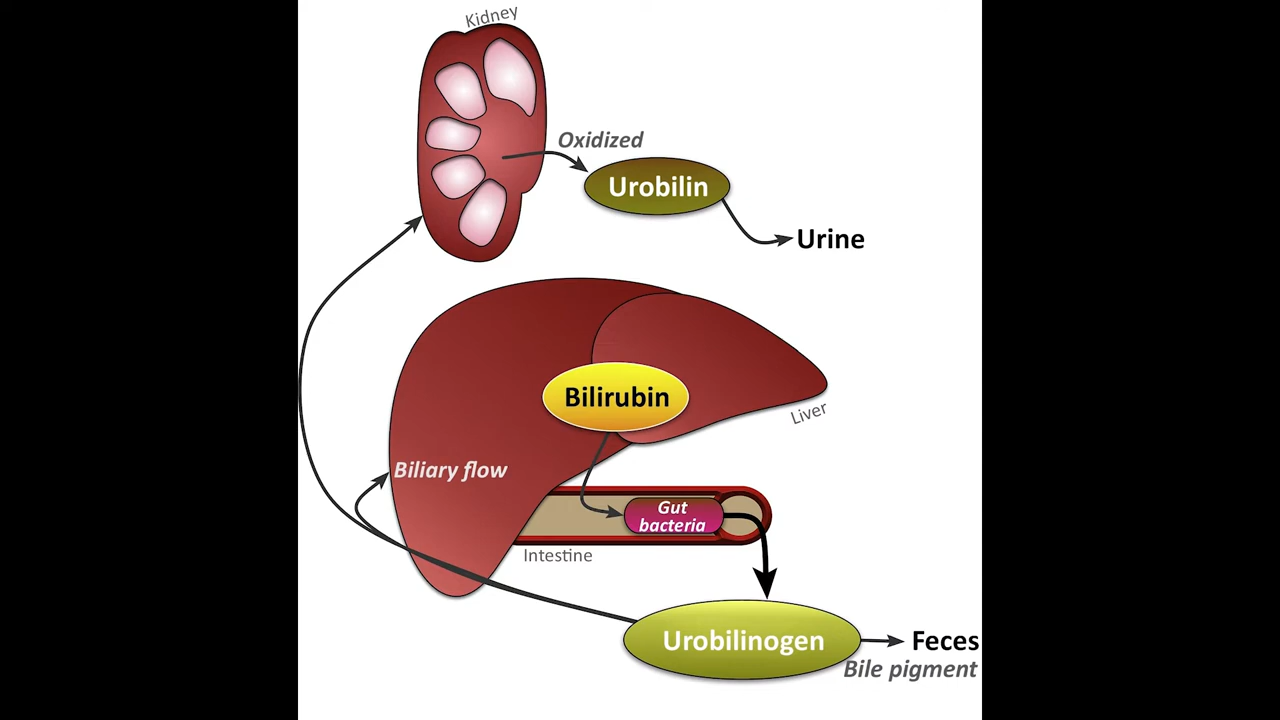 Kidney
Oxidized
Urobilin
Urine
Bilirubin
Liver
Biliary flow
Gut
bacteria
Intestine
Urobilinogen
Feces
Bile pigment